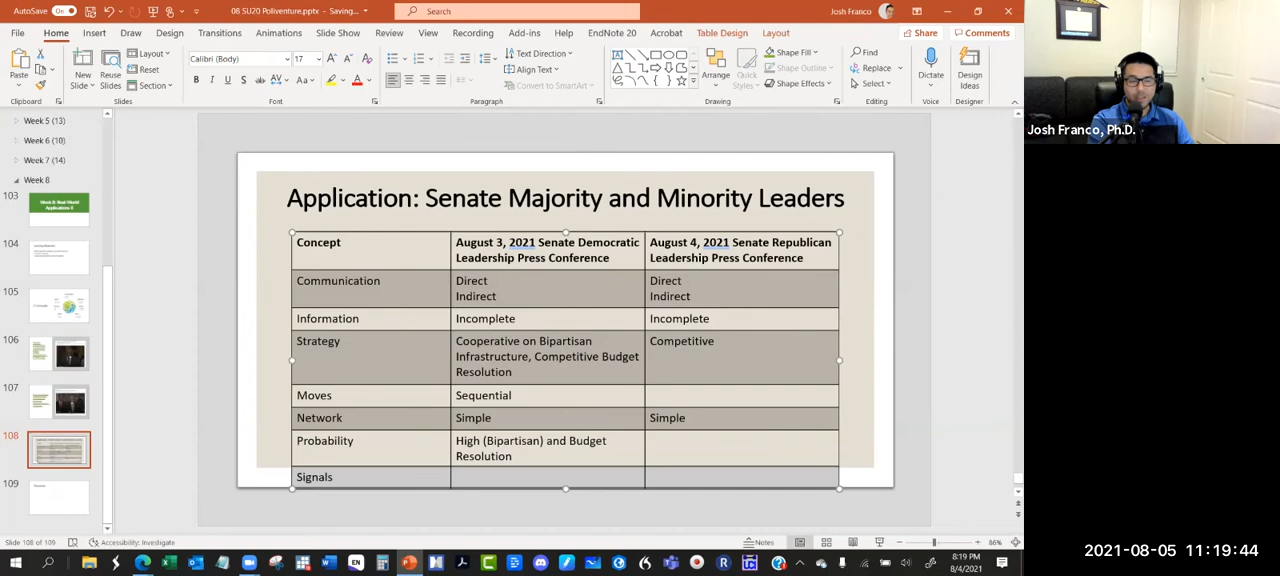 AutoSave On
08 SU20 Poliventure.pptx - Saving...
Search
Josh Franco
File Home Insert Draw Design Transitions Animations Slide Show Review View Recording Add-ins Help EndNote 20 Acrobat Table Design Layout
Share Comments
Paste
New Slide
Reuse Slides
Layout
Reset
Section
Calibri (Body) 17
Text Direction
Align Text
Convert to SmartArt
Arrange
Quick Styles
Shape Fill
Shape Outline
Shape Effects
Find
Replace
Select
Dictate
Design Ideas
Clipboard Slides Font Paragraph Drawing Editing Voice Designer
Week 5 (13)
Week 6 (10)
Week 7 (14)
Week 8
103
104
105
106
107
108
109
Application: Senate Majority and Minority Leaders
Concept
August 3, 2021 Senate Democratic
Leadership Press Conference
August 4, 2021 Senate Republican
Leadership Press Conference
Communication
Direct
Indirect
Direct
Indirect
Information
Incomplete
Incomplete
Strategy
Cooperative on Bipartisan
Infrastructure, Competitive Budget
Resolution
Competitive
Moves
Sequential
Network
Simple
Simple
Probability
High (Bipartisan) and Budget
Resolution
Signals
Josh Franco, Ph.D.
Slide 108 of 109
Accessibility: Investigate
Notes
86%
8:19 PM
8/4/2021
2021-08-05 11:19:44